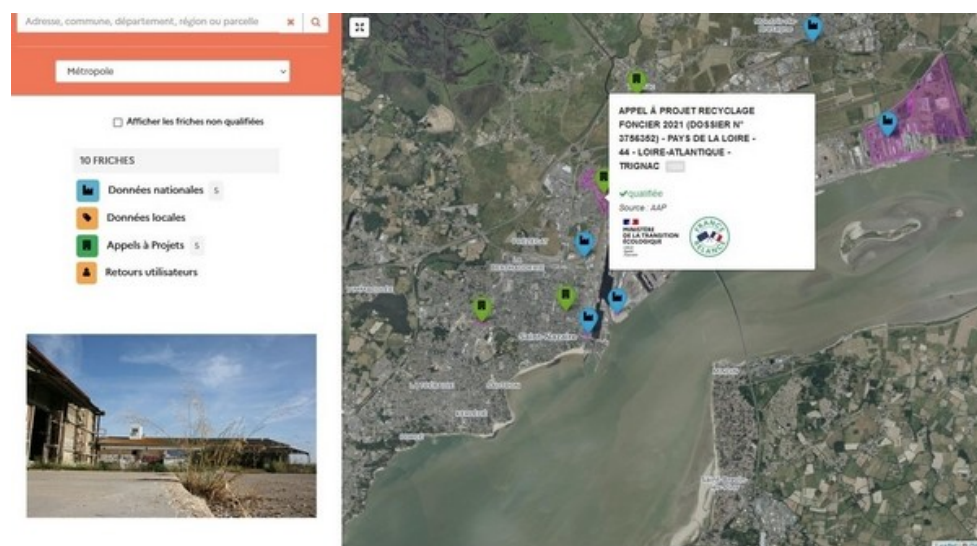 Adresse, commune, département, région ou parcelle
Métropole
Afficher les friches non qualifiées
10 FRICHES
Données nationales 5
Données locales
Appels à Projets 5
Retours utilisateurs
APPEL À PROJET RECYCLAGE
FONCIER 2021 (DOSSIER N°
3756352) - PAYS DE LA LOIRE -
44 - LOIRE-ATLANTIQUE -
TRIGNAC
qualifiée
Source : AAP
MINISTÈRE
DE LA TRANSITION
ÉCOLOGIQUE
FRANCE
RELANCE
Saint-Nazaire